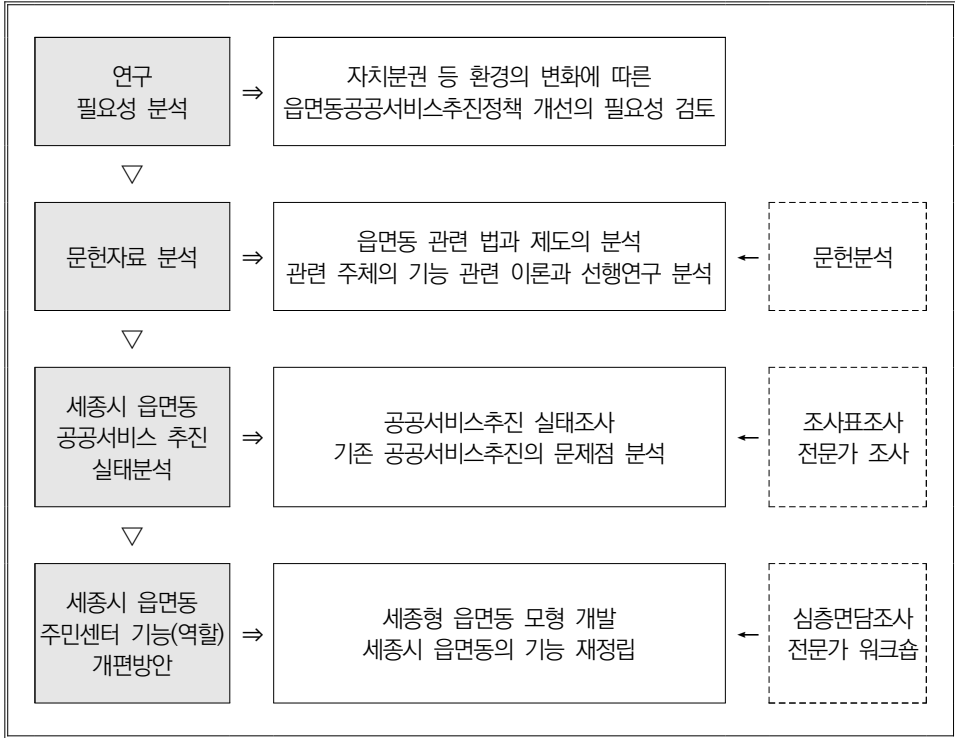 연구
필요성 분석
⇒
자치분권 등 환경의 변화에 따른
읍면동공공서비스추진정책 개선의 필요성 검토
▽
문헌자료 분석
⇒
읍면동 관련 법과 제도의 분석
관련 주체의 기능 관련 이론과 선행연구 분석
←
문헌분석
▽
세종시 읍면동
공공서비스 추진
실태분석
⇒
공공서비스추진 실태조사
기존 공공서비스추진의 문제점 분석
←
조사표조사
전문가 조사
▽
세종시 읍면동
주민센터 기능(역할)
개편방안
⇒
세종형 읍면동 모형 개발
세종시 읍면동의 기능 재정립
←
심층면담조사
전문가 워크숍